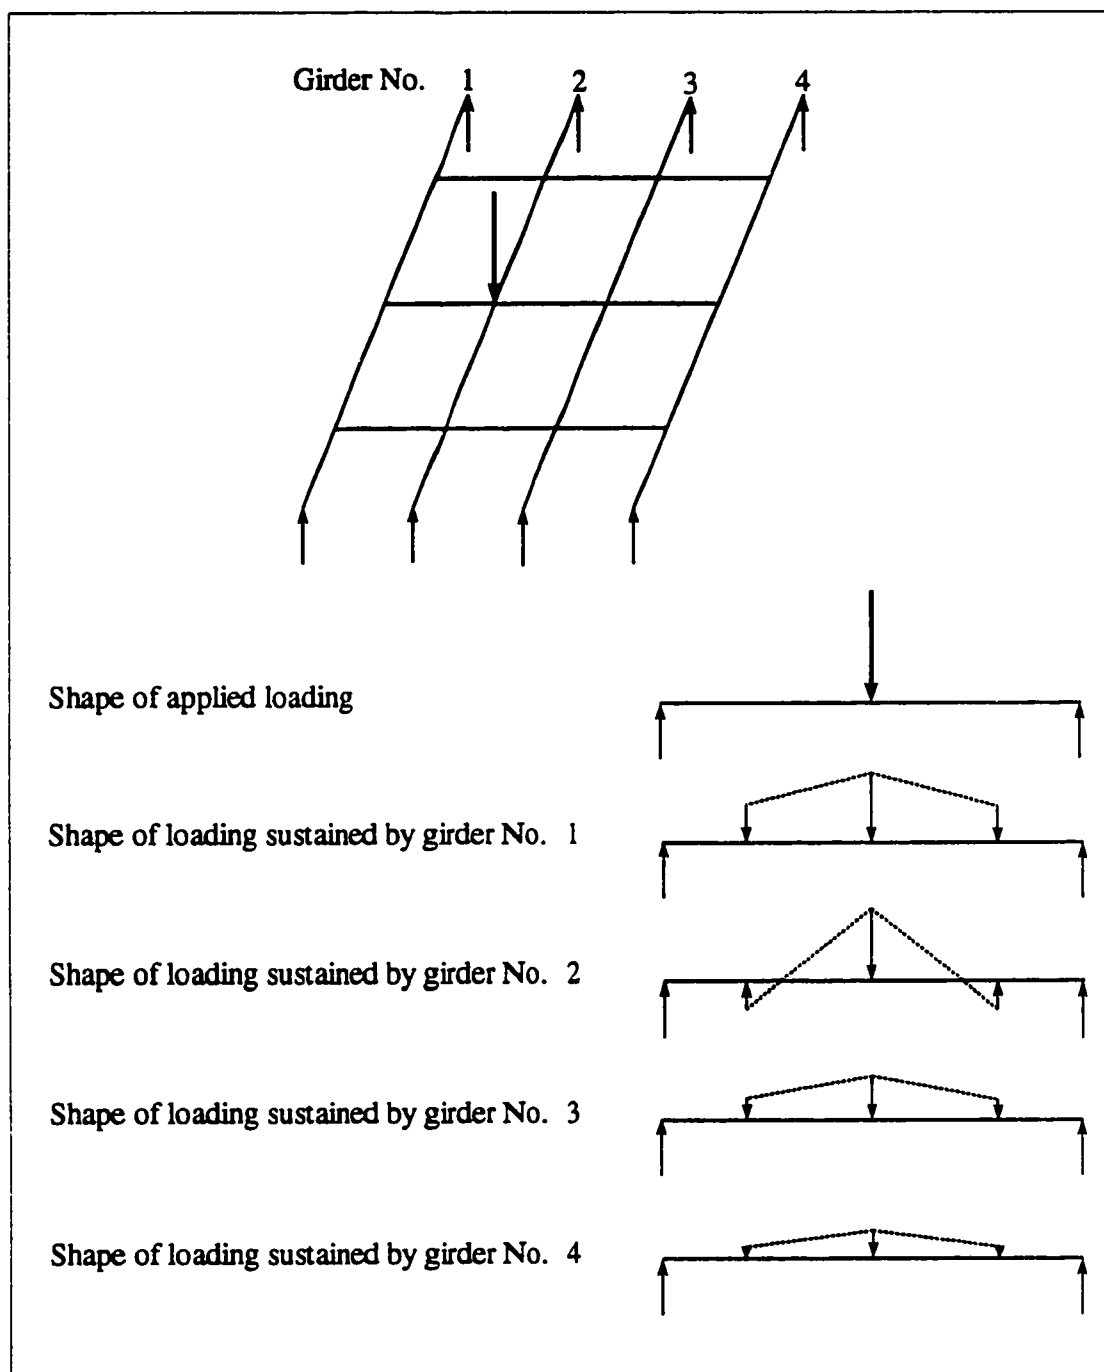 Girder No. 1 2 3 4
Shape of applied loading
Shape of loading sustained by girder No. 1
Shape of loading sustained by girder No. 2
Shape of loading sustained by girder No. 3
Shape of loading sustained by girder No. 4